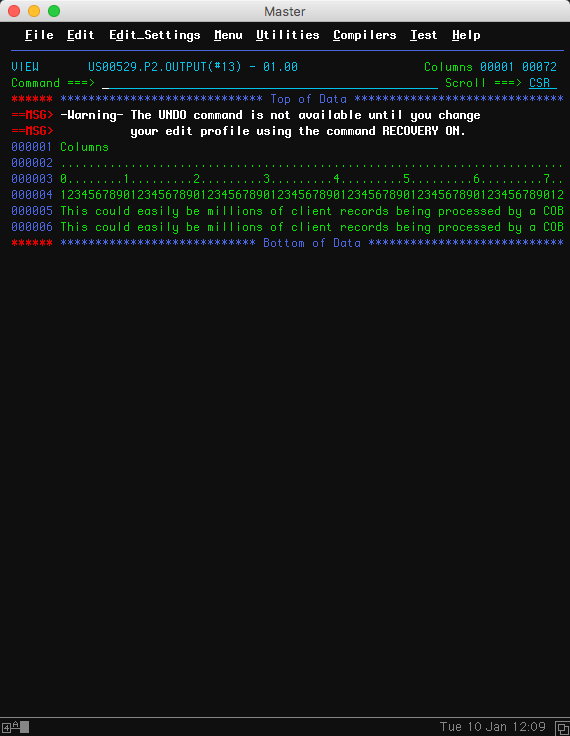 Master
File Edit Edit_Settings Menu Utilities Compilers Test Help
VIEW US00529.P2.OUTPUT(#13) - 01.00 Columns 00001 00072
Command ===> Scroll ===> CSR
****** ***************************** Top of Data ******************************
==MSG> -Warning- The UNDO command is not available until you change
==MSG> your edit profile using the command RECOVERY ON.
000001 Columns
000002 ........................................................................
000003 0........1.........2.........3.........4.........5.........6.........7..
000004 123456789012345678901234567890123456789012345678901234567890123456789012
000005 This could easily be millions of client records being processed by a COB
000006 This could easily be millions of client records being processed by a COB
****** **************************** Bottom of Data ****************************
4 A Tue 10 Jan 12:09